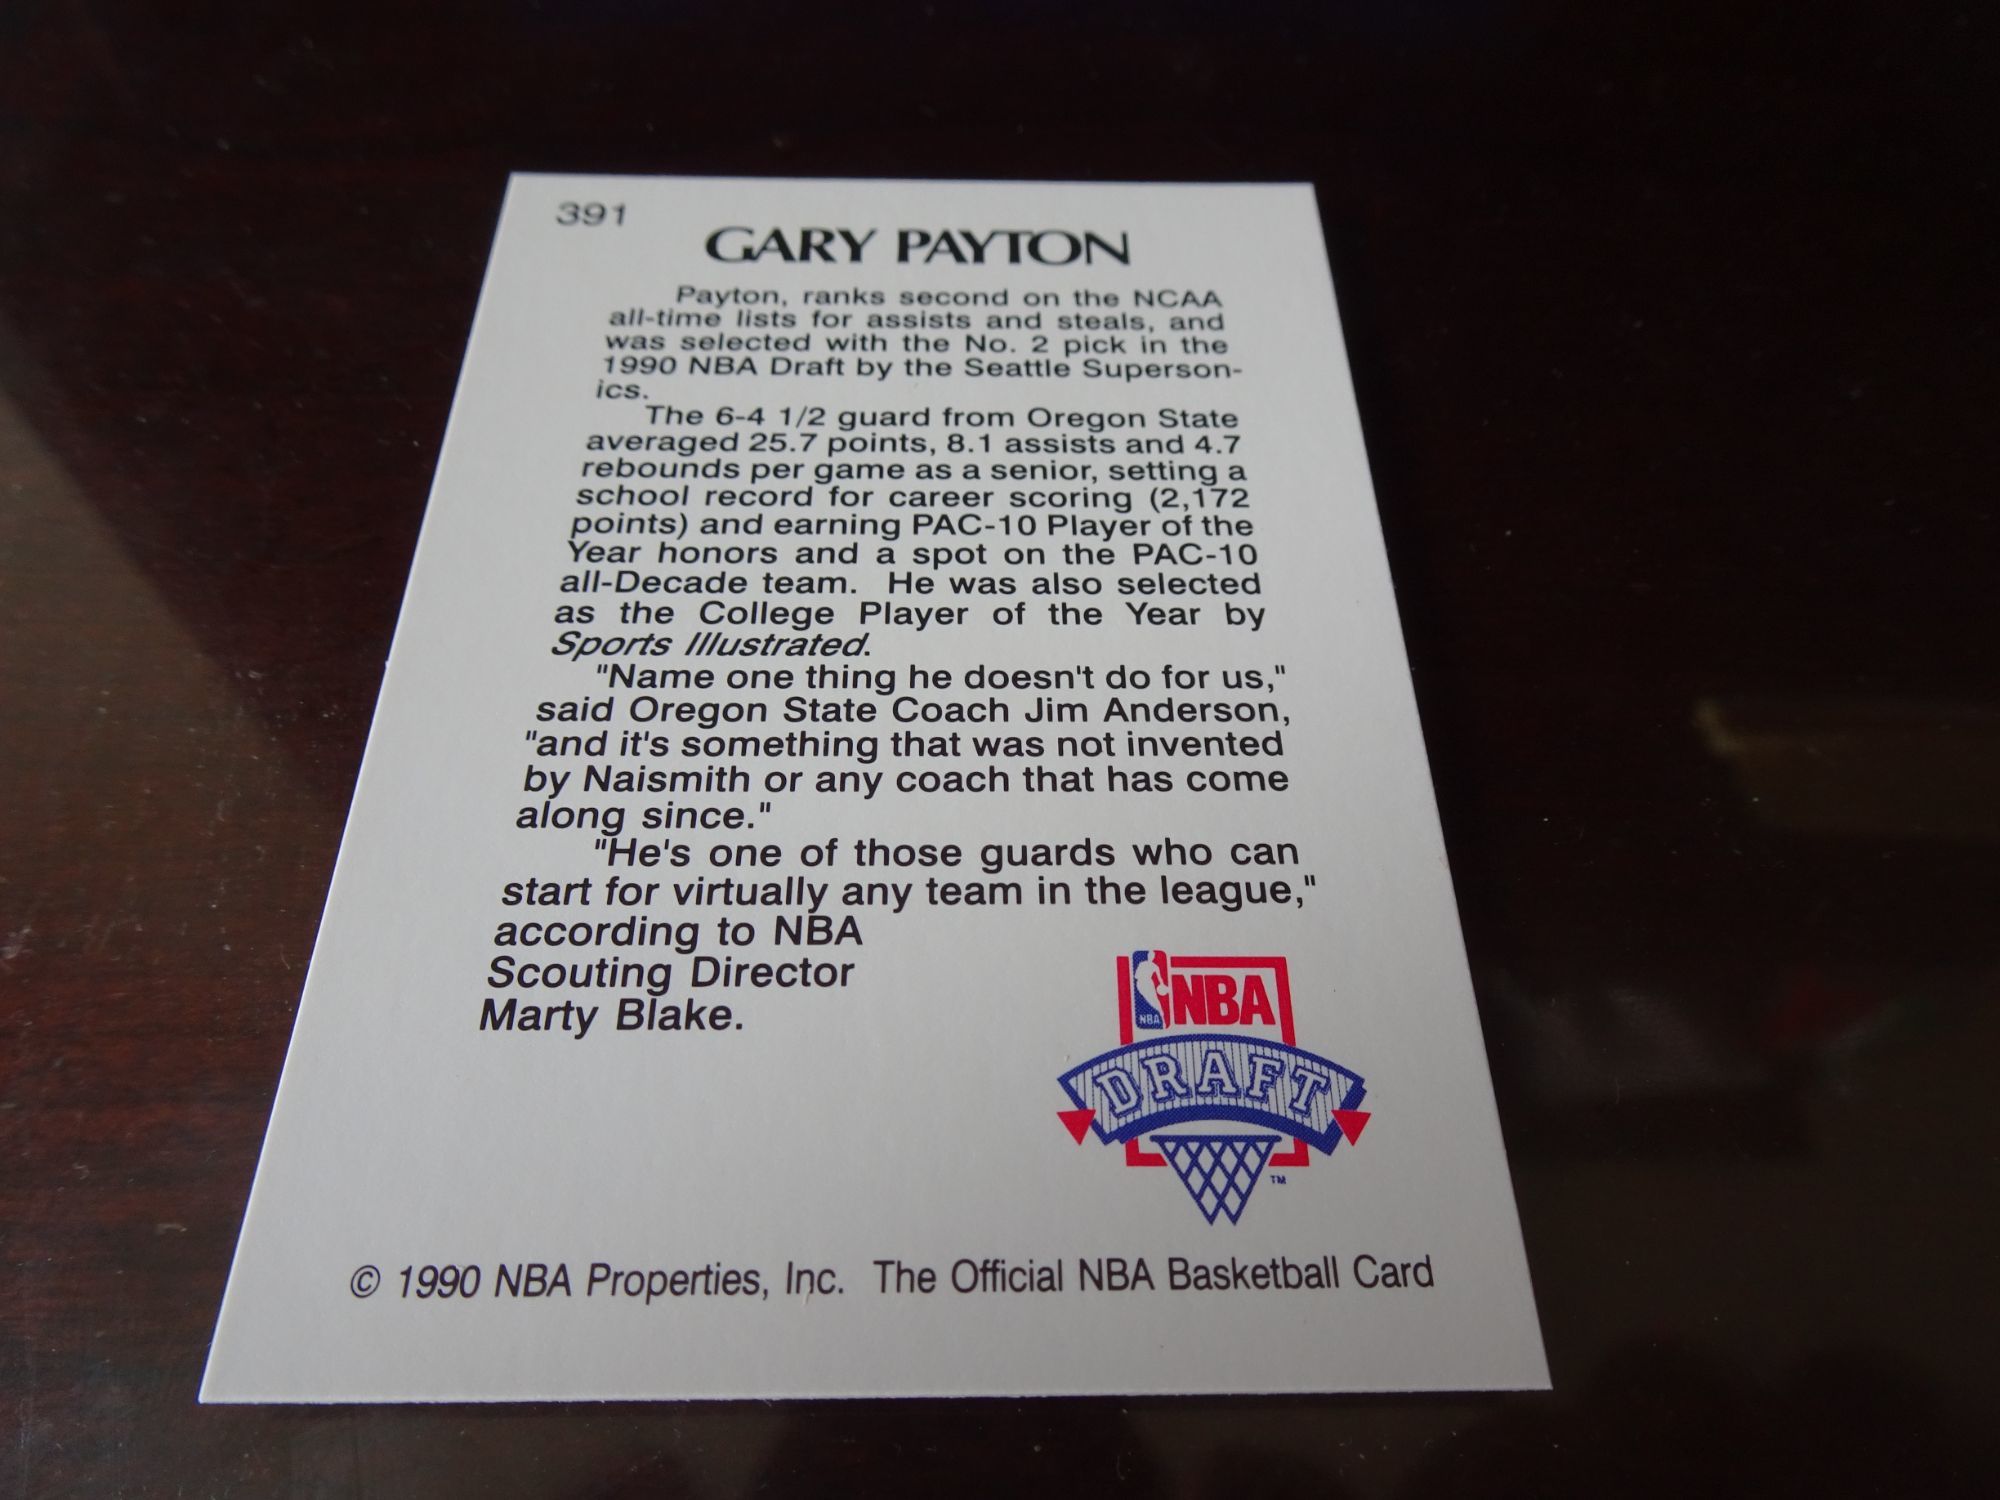 391
GARY PAYTON
Payton, ranks second on the NCAA
all-time lists for assists and steals, and
was selected with the No. 2 pick in the
1990 NBA Draft by the Seattle Superson-
ics.
The 6-4 1/2 guard from Oregon State
averaged 25.7 points, 8.1 assists and 4.7
rebounds per game as a senior, setting a
school record for career scoring (2,172
points) and earning PAC-10 Player of the
Year honors and a spot on the PAC-10
all-Decade team. He was also selected
as the College Player of the Year by
Sports Illustrated.
"Name one thing he doesn't do for us,"
said Oregon State Coach Jim Anderson,
"and it's something that was not invented
by Naismith or any coach that has come
along since."
"He's one of those guards who can
start for virtually any team in the league,"
according to NBA
Scouting Director
Marty Blake.
NBA
NBA
DRAFT
TM
© 1990 NBA Properties, Inc. The Official NBA Basketball Card